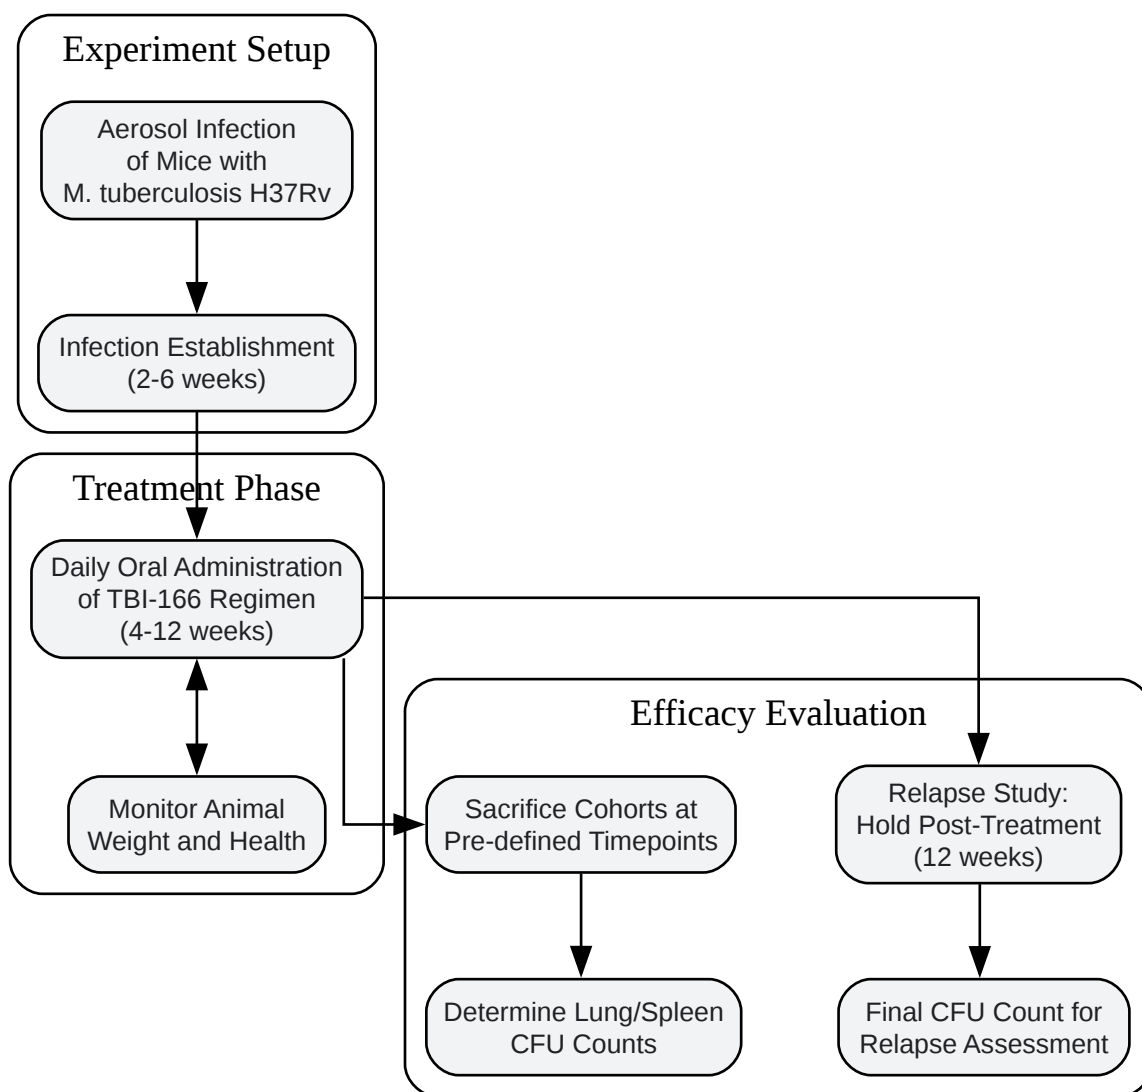 Experiment Setup
Aerosol Infection
of Mice with
M. tuberculosis H37Rv
Infection Establishment
(2-6 weeks)
Treatment Phase
Daily Oral Administration
of TBI-166 Regimen
(4-12 weeks)
Monitor Animal
Weight and Health
Efficacy Evaluation
Sacrifice Cohorts at
Pre-defined Timepoints
Determine Lung/Spleen
CFU Counts
Relapse Study:
Hold Post-Treatment
(12 weeks)
Final CFU Count for
Relapse Assessment